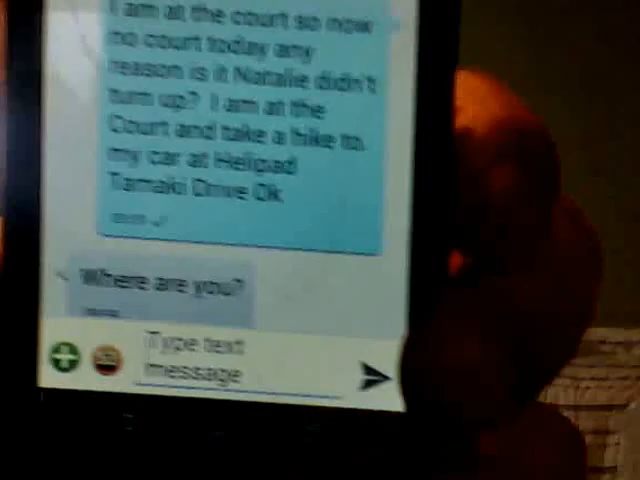 I am at the court so now
no court today any
reason is it Natalie didn't
turn up? I am at the
Court and take a hike to
my car at Helipad
Tamaki Drive Ok
Where are you?
Type text
message